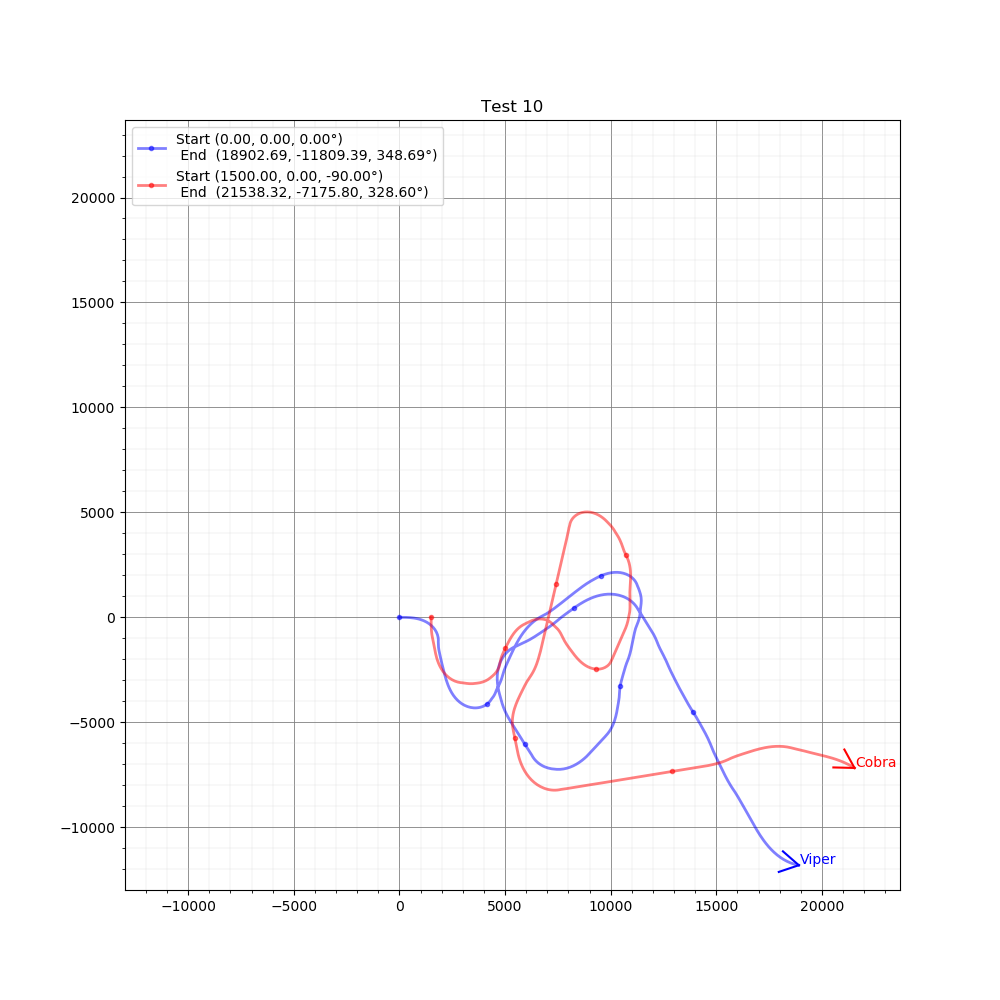 Test 10
Start (0.00, 0.00, 0.00°)
End (18902.69, -11809.39, 348.69°)
Start (1500.00, 0.00, -90.00°)
End (21538.32, -7175.80, 328.60°)
20000
15000
10000
5000
0
−5000
−10000
Cobra
Viper
−10000 −5000 0 5000 10000 15000 20000